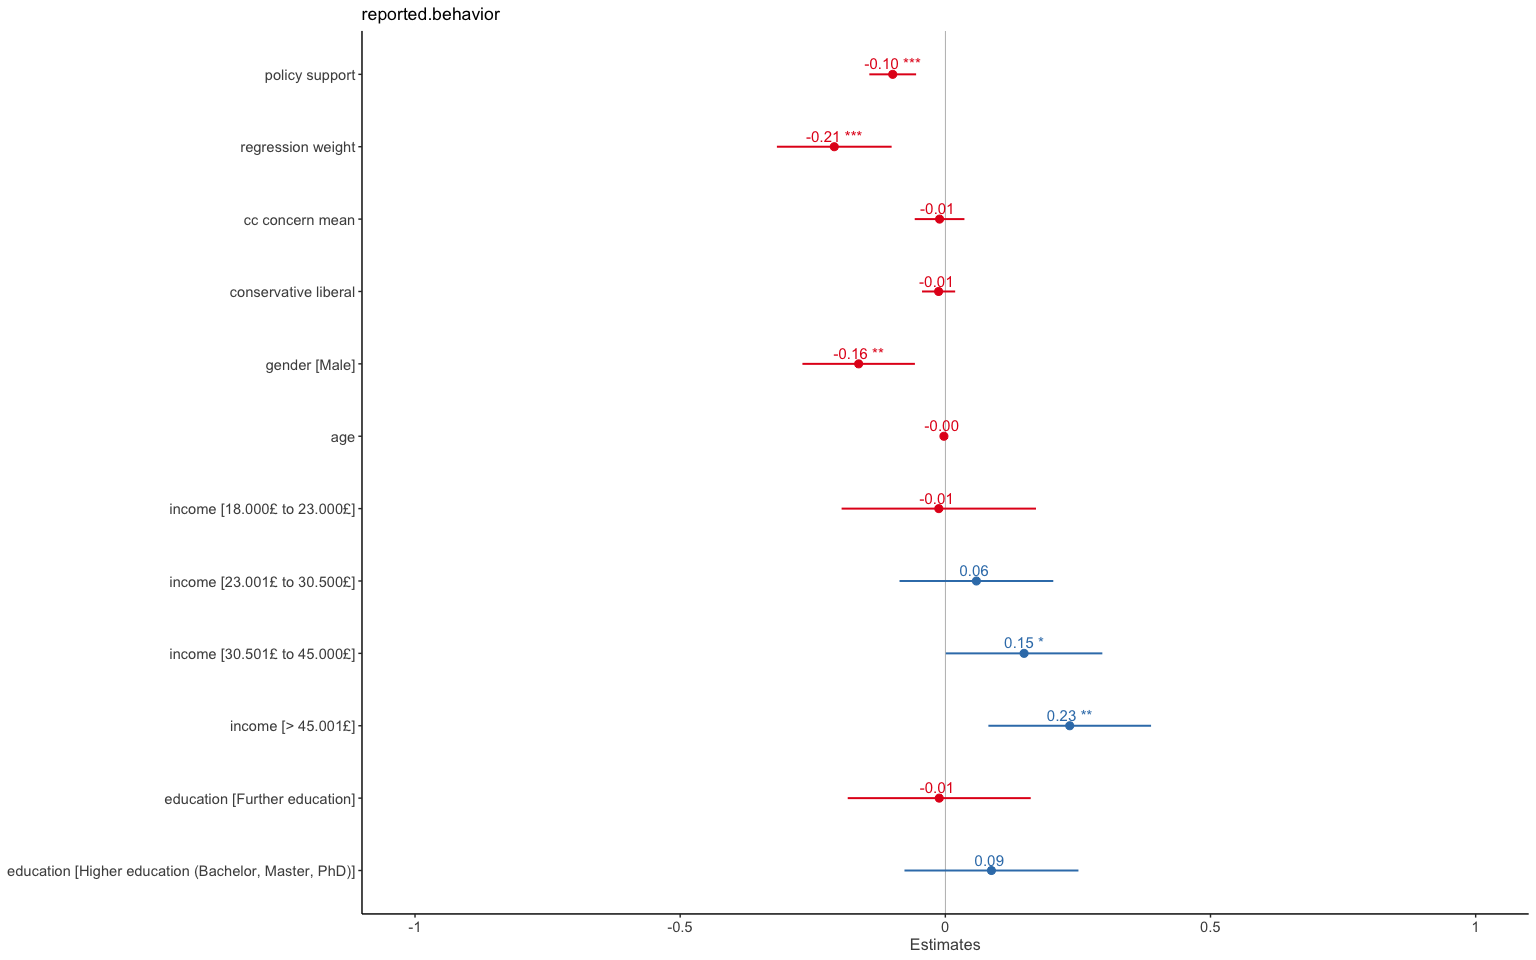 reported.behavior
policy support
-0.10 ***
regression weight
-0.21 ***
cc concern mean
-0.01
conservative liberal
-0.01
gender [Male]
-0.16 **
age
-0.00
income [18.000£ to 23.000£]
-0.01
income [23.001£ to 30.500£]
0.06
income [30.501£ to 45.000£]
0.15 *
income [> 45.001£]
0.23 **
education [Further education]
-0.01
education [Higher education (Bachelor, Master, PhD)]
0.09
-1 -0.5 0 0.5 1
Estimates